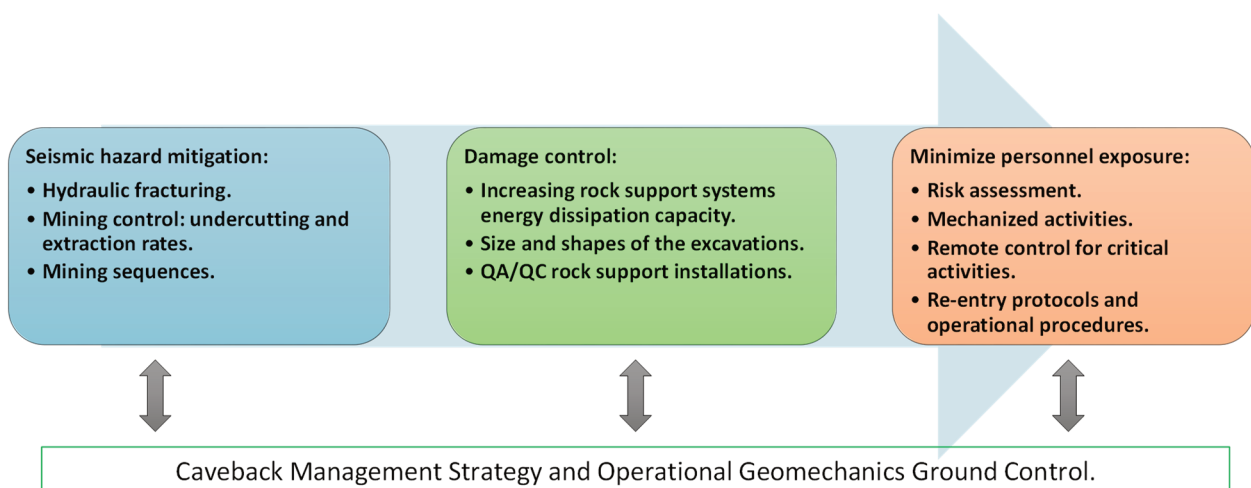 Seismic hazard mitigation:
• Hydraulic fracturing.
• Mining control: undercutting and
extraction rates.
• Mining sequences.
Damage control:
• Increasing rock support systems
energy dissipation capacity.
• Size and shapes of the excavations.
• QA/QC rock support installations.
Minimize personnel exposure:
• Risk assessment.
• Mechanized activities.
• Remote control for critical
activities.
• Re-entry protocols and
operational procedures.
Caveback Management Strategy and Operational Geomechanics Ground Control.